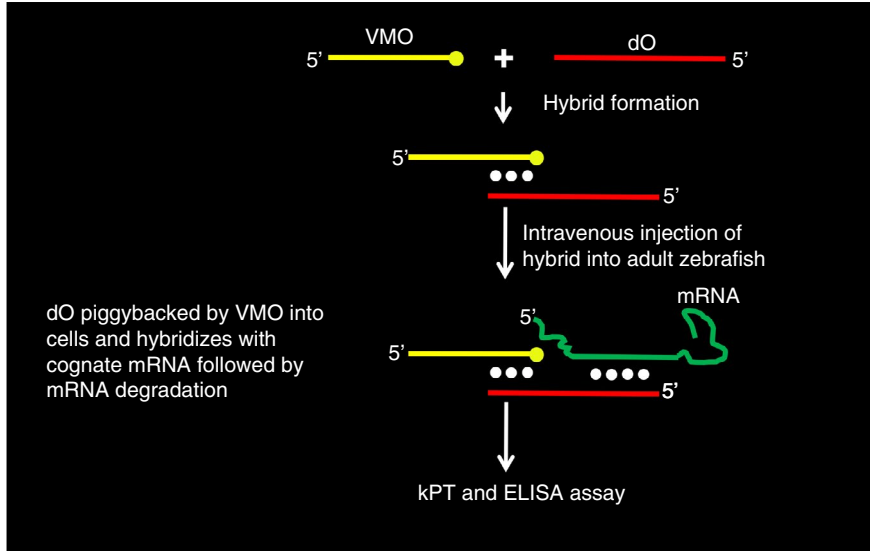 VMO
dO
5’
5’
Hybrid formation
5’
5’
Intravenous injection of
hybrid into adult zebrafish
mRNA
dO piggybacked by VMO into
cells and hybridizes with
cognate mRNA followed by
mRNA degradation
5’
5’
5’
kPT and ELISA assay